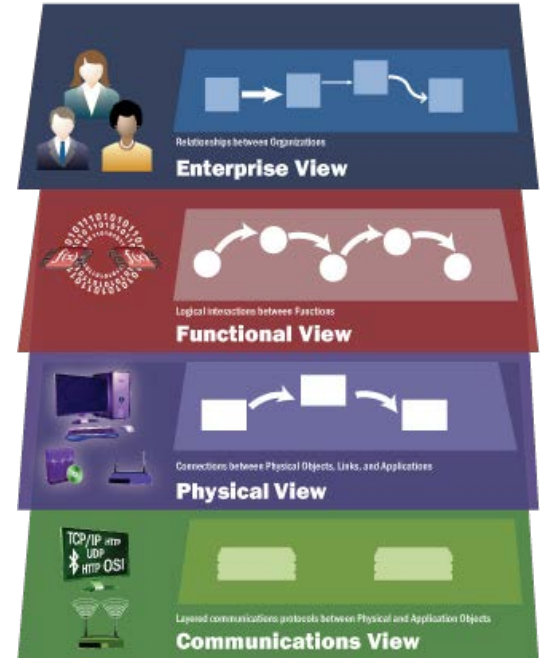 Relationships between Organizations
Enterprise View
f(x)
f(x)
Logical interactions between Functions
Functional View
Connections between Physical Objects, Links, and Applications
Physical View
TCP/IP HTTP
UDP
HTTP OSI
Layered communications protocols between Physical and Application Objects
Communications View